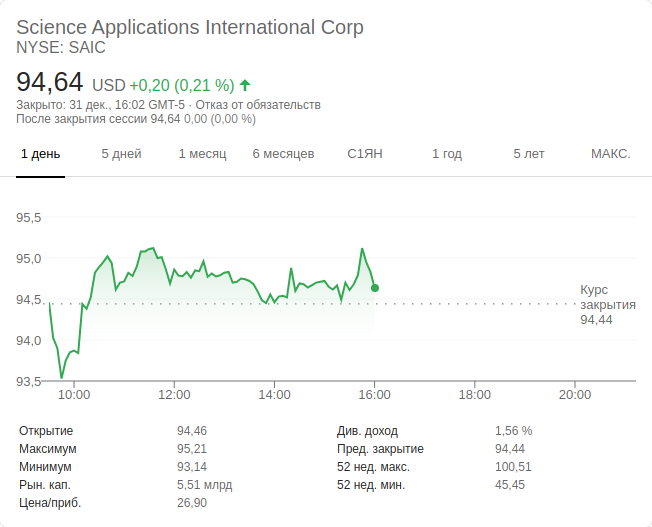 Science Applications International Corp
NYSE: SAIC
94,64 USD +0,20 (0,21 %)
Закрыто: 31 дек., 16:02 GMT-5 · Отказ от обязательств
После закрытия сессии 94,64 0,00 (0,00 %)
1 день 5 дней 1 месяц 6 месяцев С1ЯН 1 год 5 лет МАКС.
95,5
95,0
94,5
94,0
93,5
Курс
закрытия
94,44
10:00 12:00 14:00 16:00 18:00 20:00
Открытие 94,46 Див. доход 1,56 %
Максимум 95,21 Пред. закрытие 94,44
Минимум 93,14 52 нед. макс. 100,51
Рын. кап. 5,51 млрд 52 нед. мин. 45,45
Цена/приб. 26,90